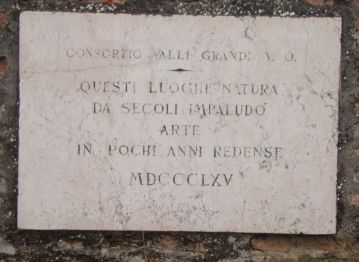 CONSORZIO VALLI GRANDI V. O.
QUESTI LUOGHI NATURA
DA SECOLI IMPALUDÒ
ARTE
IN POCHI ANNI REDENSE
MDCCCLXV